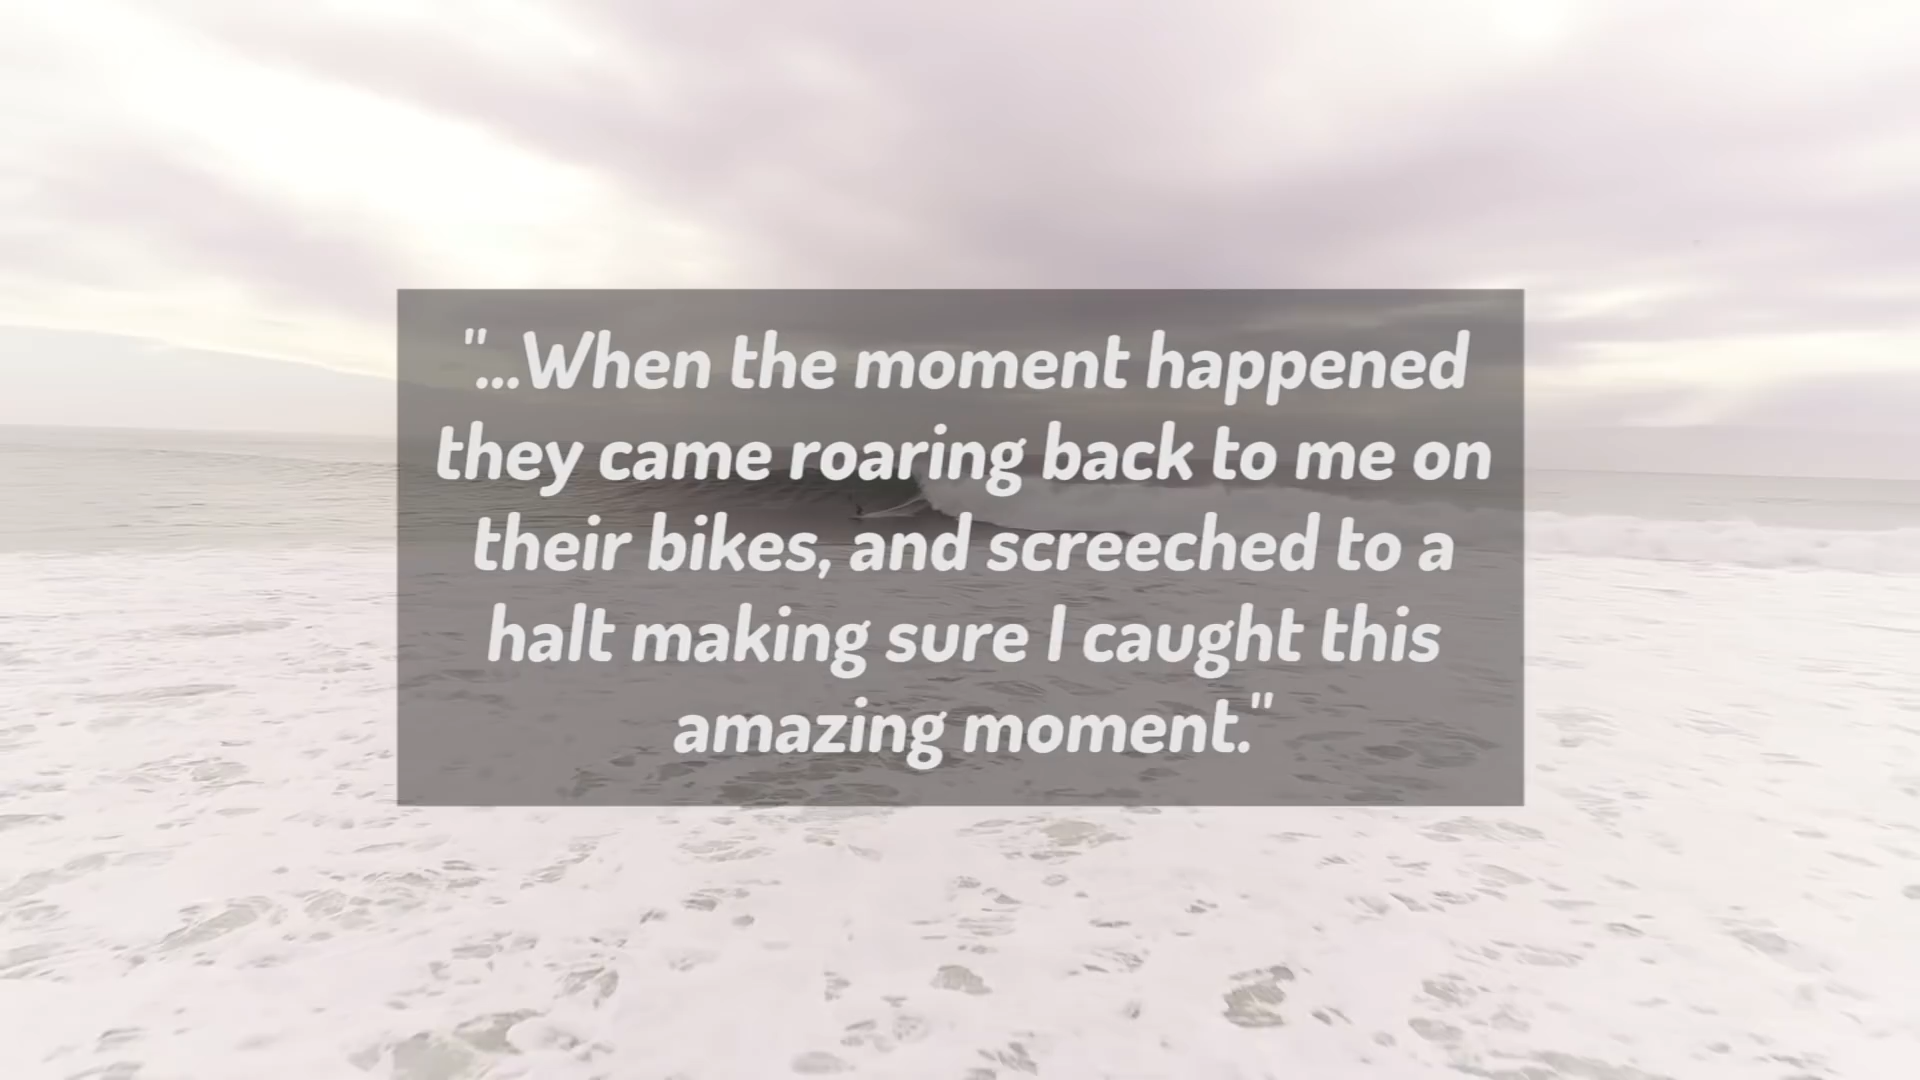 "...When the moment happened
they came roaring back to me on
their bikes, and screeched to a
halt making sure I caught this
amazing moment."